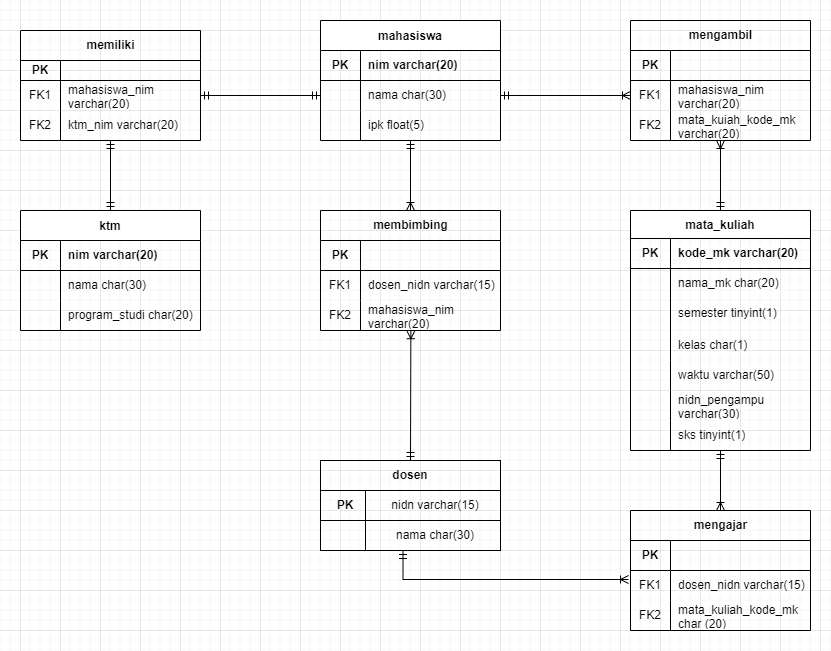 memiliki
PK
FK1 mahasiswa_nim
varchar(20)
FK2 ktm_nim varchar(20)
mahasiswa
PK nim varchar(20)
nama char(30)
ipk float(5)
mengambil
PK
FK1 mahasiswa_nim
varchar(20)
FK2 mata_kuiah_kode_mk
varchar(20)
ktm
PK nim varchar(20)
nama char(30)
program_studi char(20)
membimbing
PK
FK1 dosen_nidn varchar(15)
FK2 mahasiswa_nim
varchar(20)
mata_kuliah
PK kode_mk varchar(20)
nama_mk char(20)
semester tinyint(1)
kelas char(1)
waktu varchar(50)
nidn_pengampu
varchar(30)
sks tinyint(1)
dosen
PK nidn varchar(15)
nama char(30)
mengajar
PK
FK1 dosen_nidn varchar(15)
FK2 mata_kuliah_kode_mk
char (20)